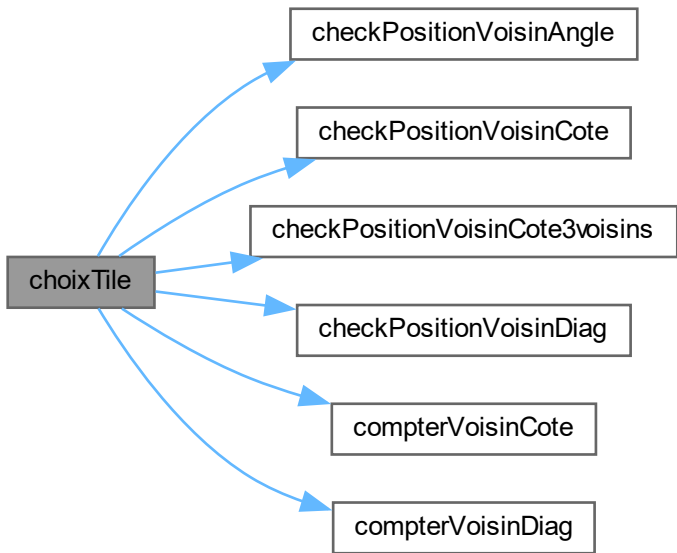 checkPositionVoisinAngle
checkPositionVoisinCote
checkPositionVoisinCote3voisins
choixTile
checkPositionVoisinDiag
compterVoisinCote
compterVoisinDiag